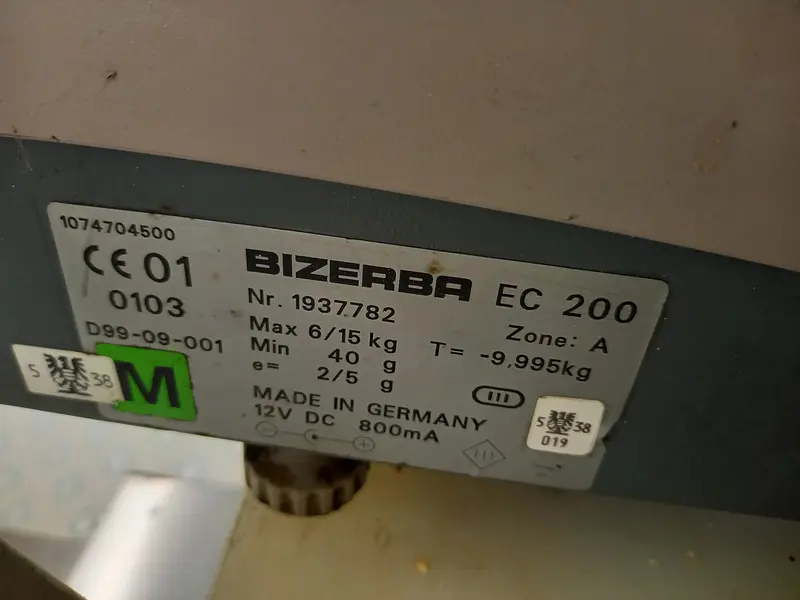 1074704500
CE 01
0103
D99-09-001
M
5 38
BIZERBA EC 200
Nr. 1937782
Zone: A
Max 6/15 kg
T= -9,995kg
Min 40 g
e= 2/5 g
III
MADE IN GERMANY
12V DC 800mA
- +
III
5 38
019